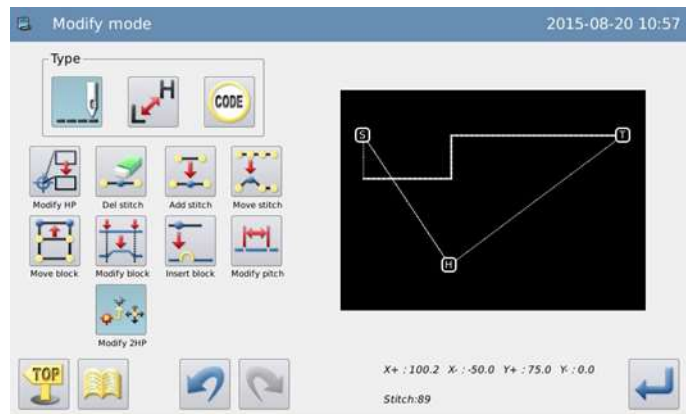 Modify mode
2015-08-20 10:57
Type
L H
CODE
Modify HP
Del stitch
Add stitch
Move stitch
Move block
Modify block
Insert block
Modify pitch
Modify 2HP
TOP
S
T
H
X+ : 100.2 X- : -50.0 Y+ : 75.0 Y- : 0.0
Stitch:89